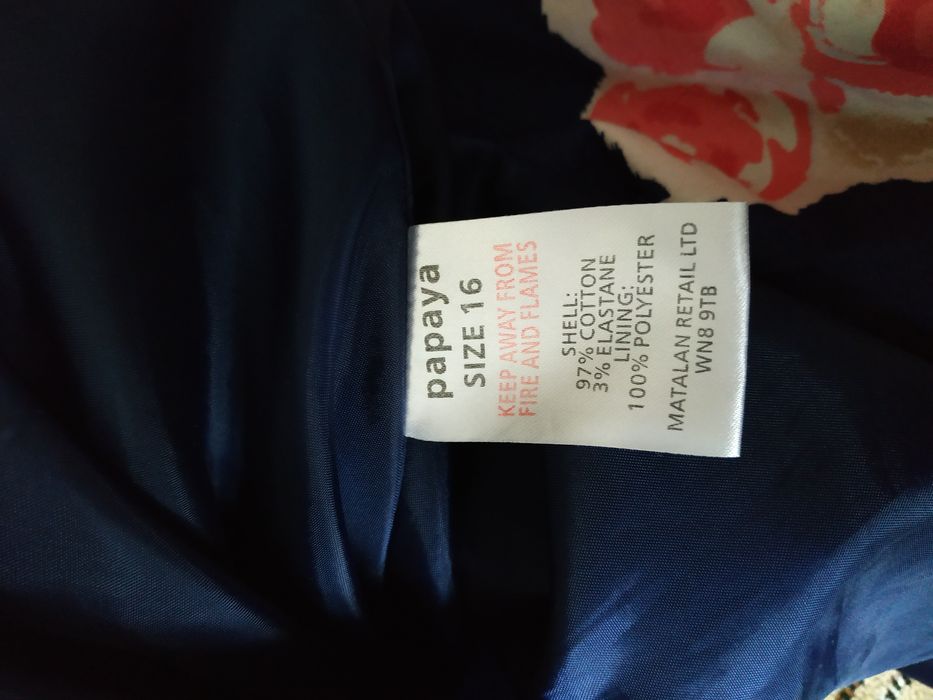 papaya
SIZE 16
KEEP AWAY FROM
FIRE AND FLAMES
SHELL:
97% COTTON
3% ELASTANE
LINING:
100% POLYESTER
MATALAN RETAIL LTD
WN8 9TB